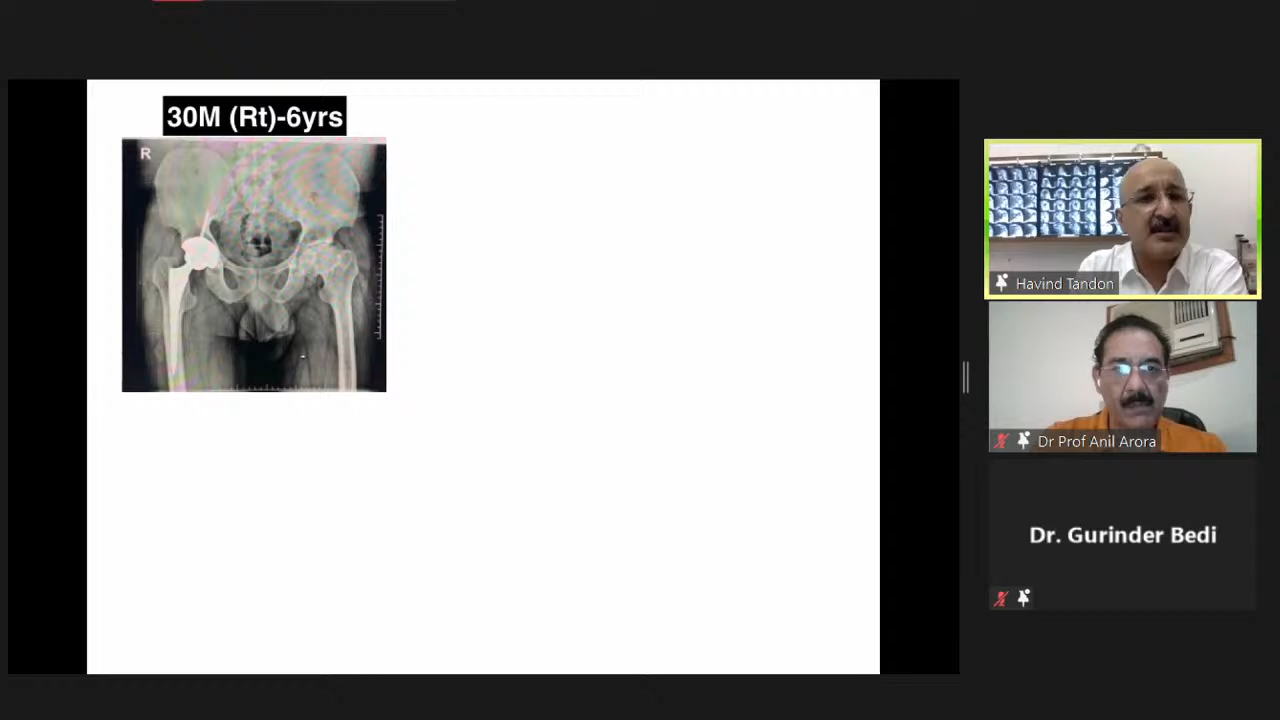 30M (Rt)-6yrs
R
Havind Tandon
Dr Prof Anil Arora
Dr. Gurinder Bedi